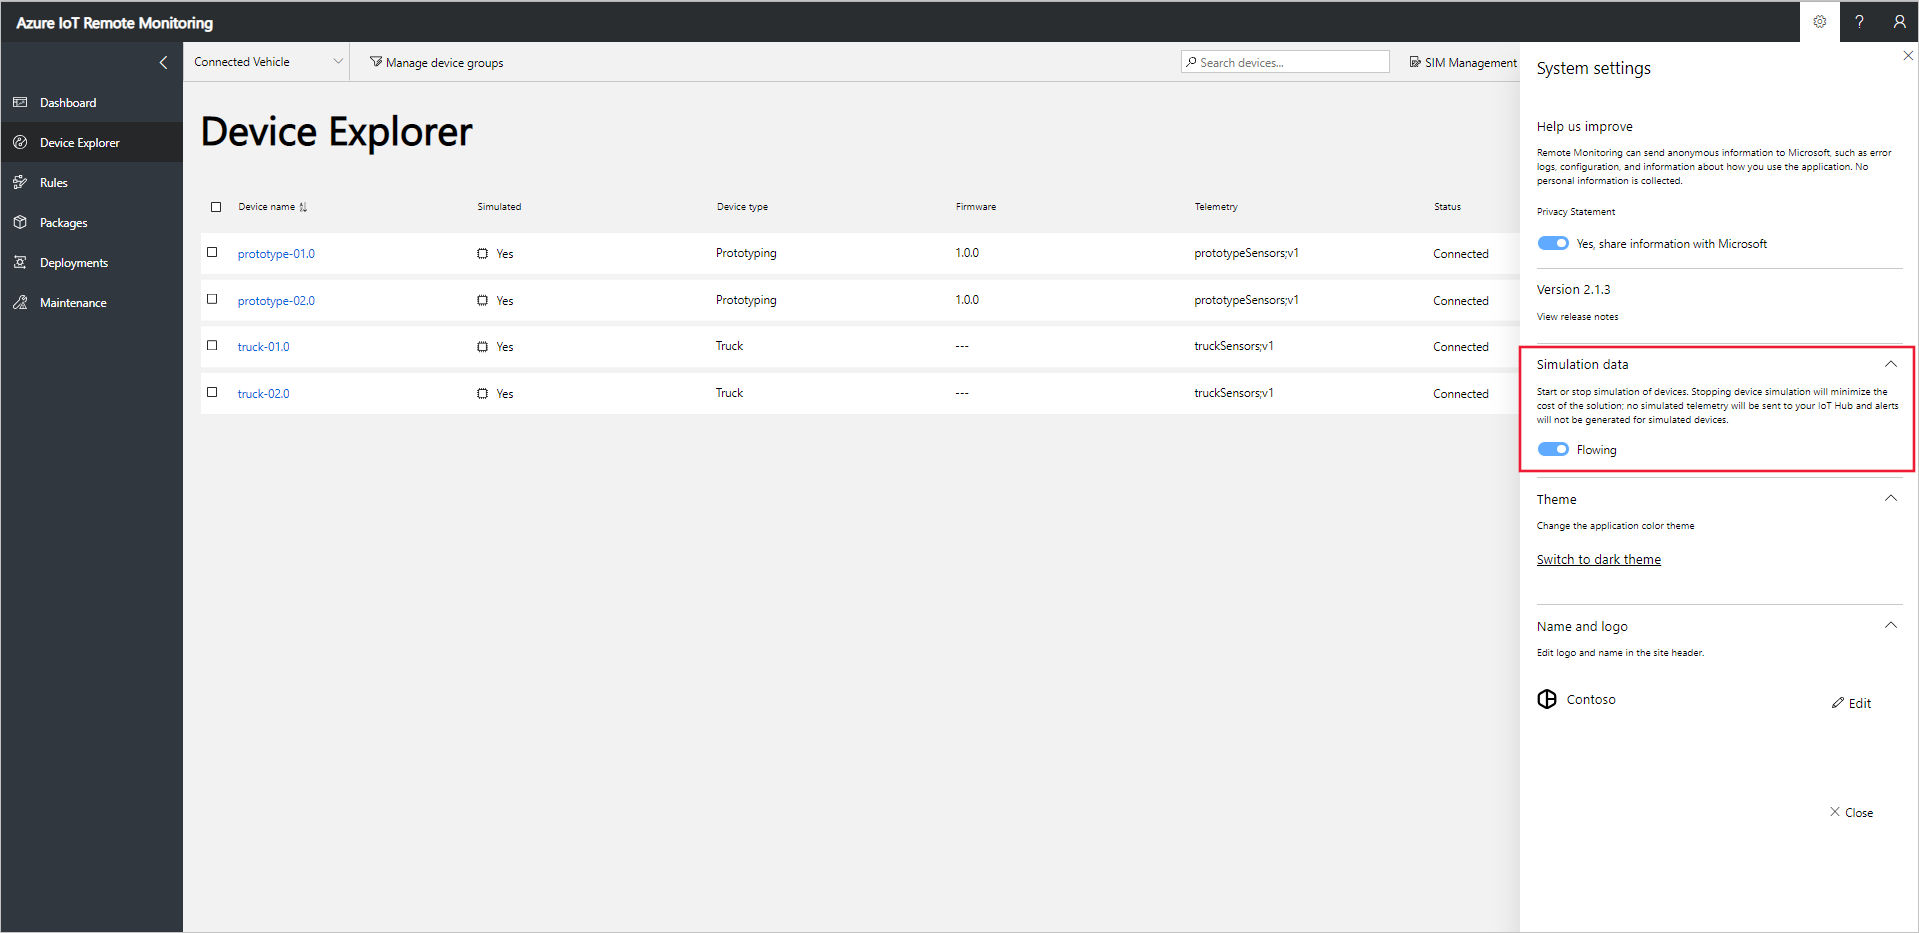 Azure IoT Remote Monitoring
?
Connected Vehicle
Manage device groups
Search devices...
SIM Management
Dashboard
Device Explorer
Rules
Packages
Deployments
Maintenance
Device Explorer
Device name Simulated Device type Firmware Telemetry Status
prototype-01.0 Yes Prototyping 1.0.0 prototypeSensors;v1 Connected
prototype-02.0 Yes Prototyping 1.0.0 prototypeSensors;v1 Connected
truck-01.0 Yes Truck --- truckSensors;v1 Connected
truck-02.0 Yes Truck --- truckSensors;v1 Connected
System settings
Help us improve
Remote Monitoring can send anonymous information to Microsoft, such as error
logs, configuration, and information about how you use the application. No
personal information is collected.
Privacy Statement
Yes, share information with Microsoft
Version 2.1.3
View release notes
Simulation data
Start or stop simulation of devices. Stopping device simulation will minimize the
cost of the solution; no simulated telemetry will be sent to your IoT Hub and alerts
will not be generated for simulated devices.
Flowing
Theme
Change the application color theme
Switch to dark theme
Name and logo
Edit logo and name in the site header.
Contoso
Edit
Close